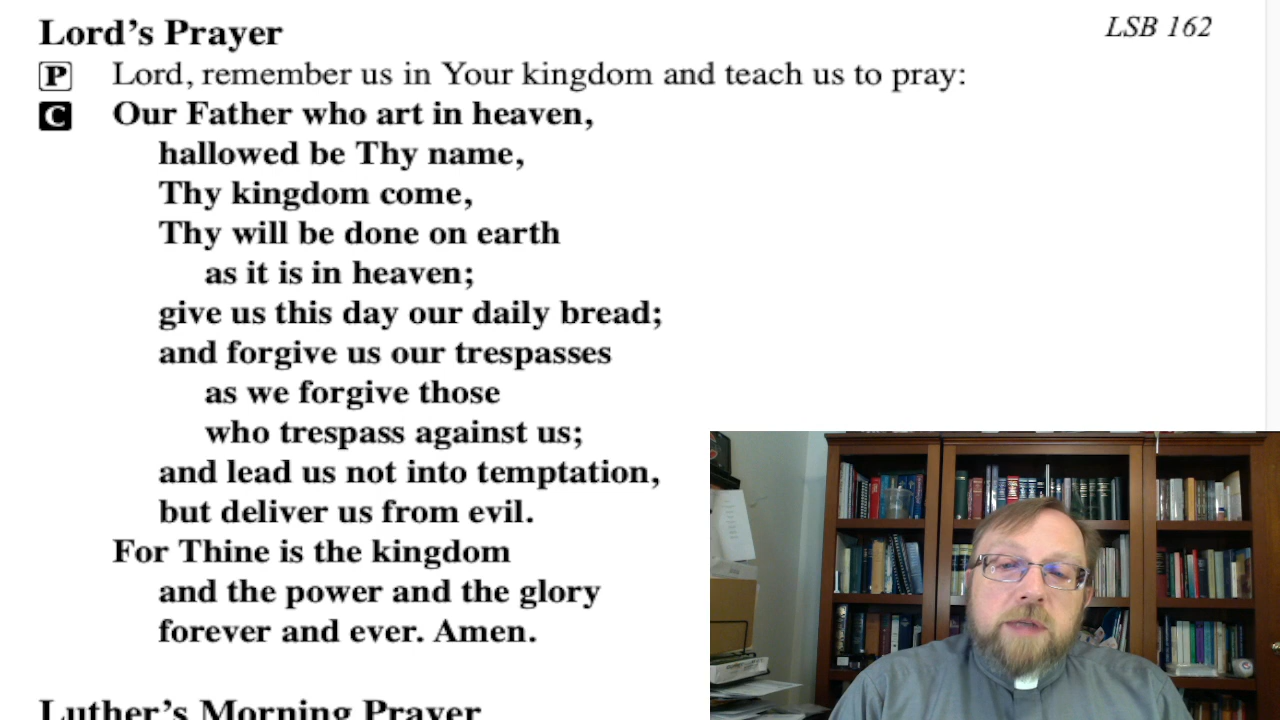 Lord's Prayer
LSB 162
P Lord, remember us in Your kingdom and teach us to pray:
C Our Father who art in heaven,
hallowed be Thy name,
Thy kingdom come,
Thy will be done on earth
as it is in heaven;
give us this day our daily bread;
and forgive us our trespasses
as we forgive those
who trespass against us;
and lead us not into temptation,
but deliver us from evil.
For Thine is the kingdom
and the power and the glory
forever and ever. Amen.
Luther's Morning Prayer